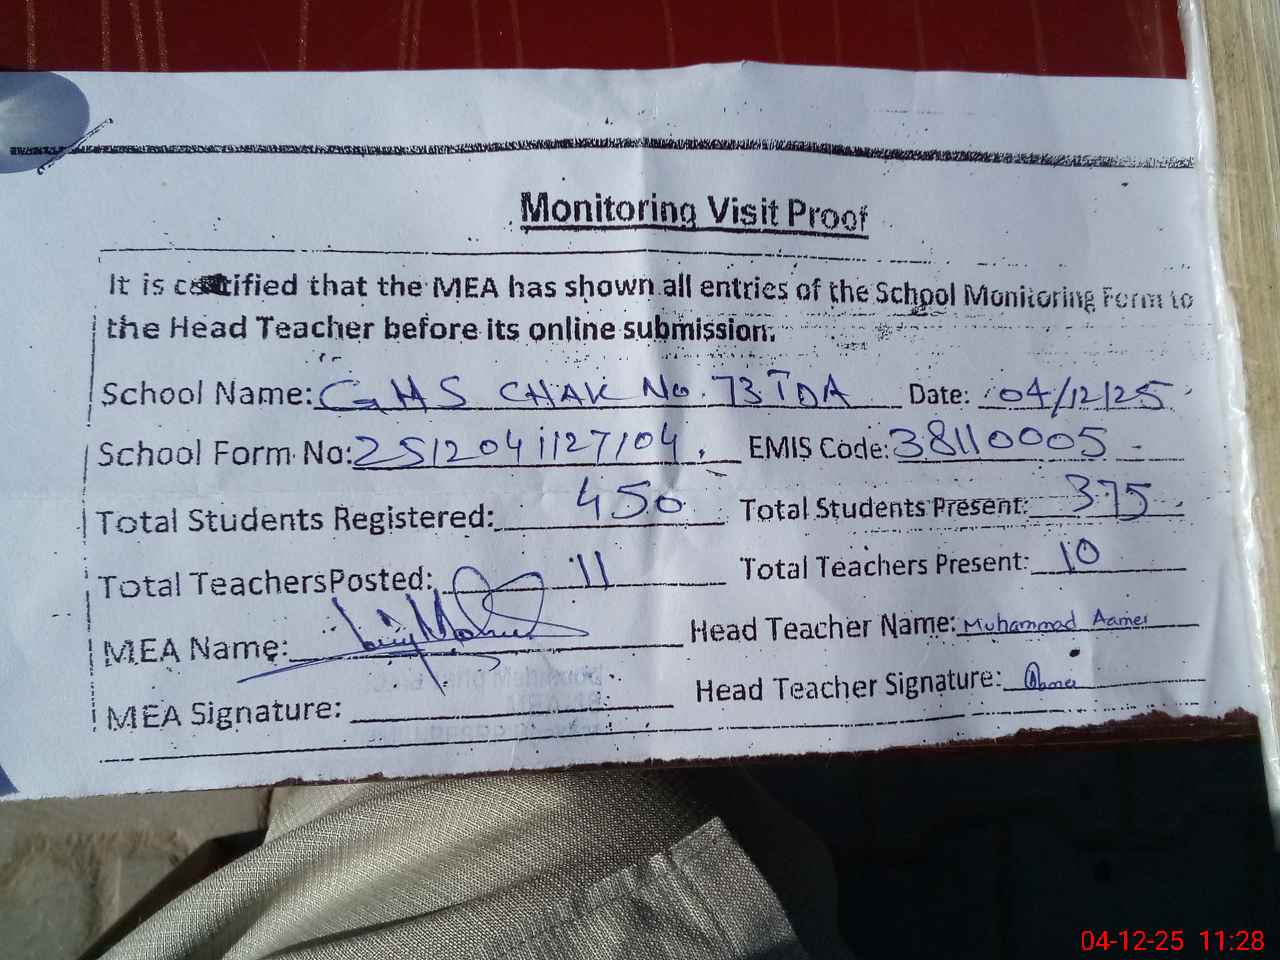 Monitoring Visit Proof
It is certified that the MEA has shown all entries of the School Monitoring Form to
the Head Teacher before its online submission.
School Name: GHS CHAK No. 73 TDA Date: 04/12/25
School Form No: 2512041127104 EMIS Code: 38110005
Total Students Registered: 450 Total Students Present: 375
Total Teachers Posted: 11 Total Teachers Present: 10
MEA Name: Head Teacher Name: Muhammad Aamer
MEA Signature: Head Teacher Signature: Aamer
04-12-25 11:28